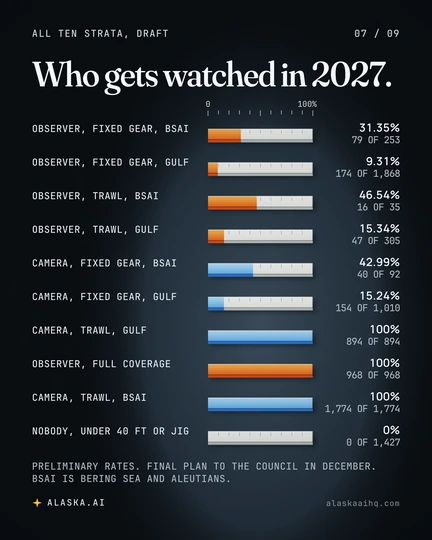 ALL TEN STRATA, DRAFT
07 / 09
Who gets watched in 2027.
0
100%
OBSERVER, FIXED GEAR, BSAI
31.35%
79 OF 253
OBSERVER, FIXED GEAR, GULF
9.31%
174 OF 1,868
OBSERVER, TRAWL, BSAI
46.54%
16 OF 35
OBSERVER, TRAWL, GULF
15.34%
47 OF 305
CAMERA, FIXED GEAR, BSAI
42.99%
40 OF 92
CAMERA, FIXED GEAR, GULF
15.24%
154 OF 1,010
CAMERA, TRAWL, GULF
100%
894 OF 894
OBSERVER, FULL COVERAGE
100%
968 OF 968
CAMERA, TRAWL, BSAI
100%
1,774 OF 1,774
NOBODY, UNDER 40 FT OR JIG
0%
0 OF 1,427
PRELIMINARY RATES. FINAL PLAN TO THE COUNCIL IN DECEMBER.
BSAI IS BERING SEA AND ALEUTIANS.
ALASKA.AI
alaskaaihq.com